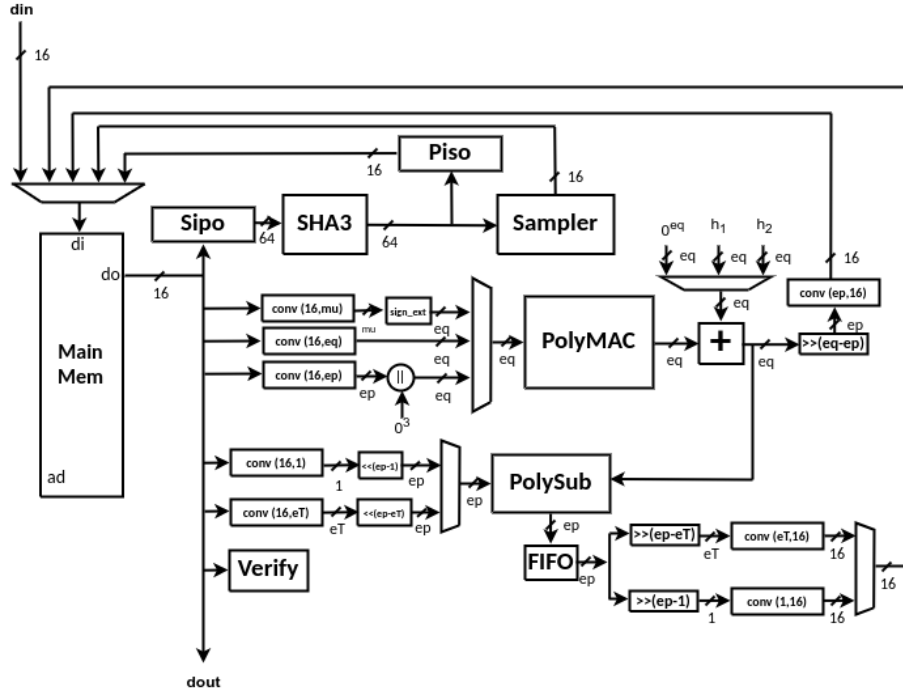 din
16
Piso
16
16
Sipo
64
SHA3
64
Sampler
di
do
16
Main
Mem
ad
0^eq
h₁
h₂
eq
eq
eq
eq
16
conv (ep,16)
ep
>>(eq-ep)
conv (16,mu)
mu
sign_ext
eq
conv (16,eq)
eq
conv (16,ep)
ep
||
0³
eq
eq
PolyMAC
eq
+
eq
conv (16,1)
1
<<(ep-1)
ep
conv (16,eT)
eT
<<(ep-eT)
ep
ep
PolySub
ep
FIFO
ep
>>(ep-eT)
eT
conv (eT,16)
16
>>(ep-1)
1
conv (1,16)
16
16
Verify
dout